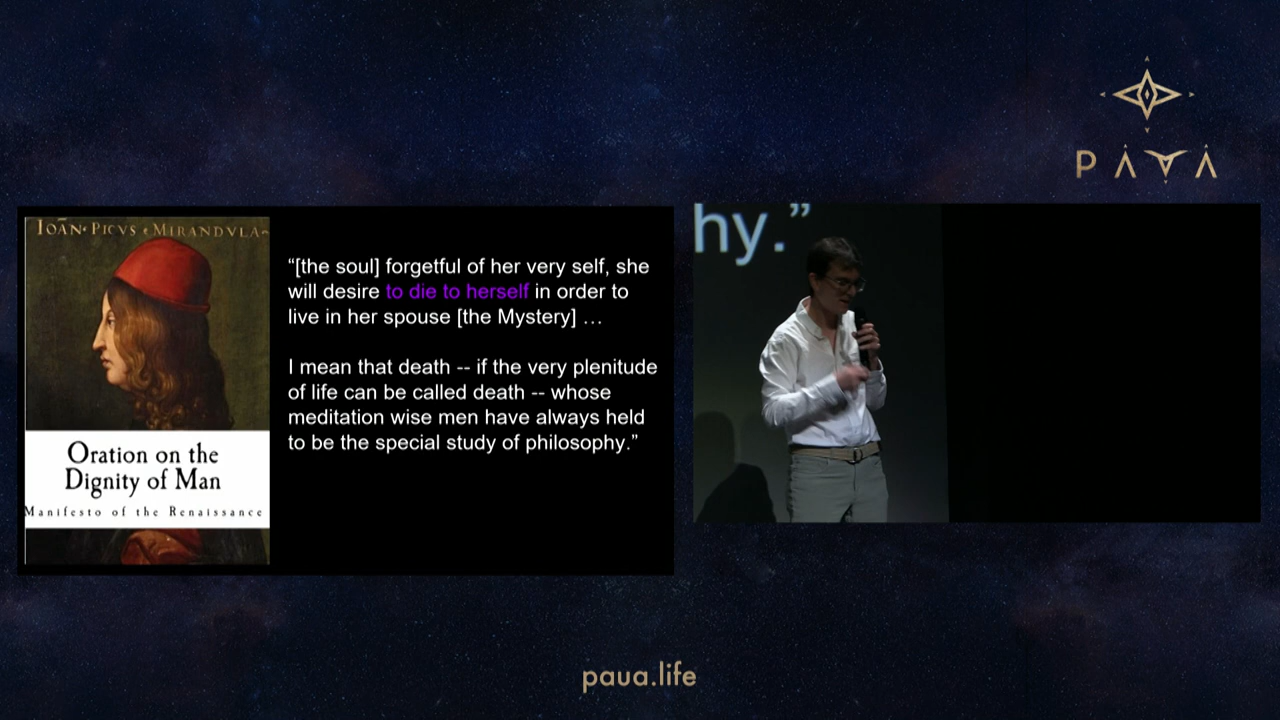 PAVA
IOÃN· PICVS · MIRANDVLA~
hy.”
“[the soul] forgetful of her very self, she
will desire to die to herself in order to
live in her spouse [the Mystery] …
I mean that death -- if the very plenitude
of life can be called death -- whose
meditation wise men have always held
to be the special study of philosophy.”
Oration on the
Dignity of Man
Manifesto of the Renaissance
paua.life